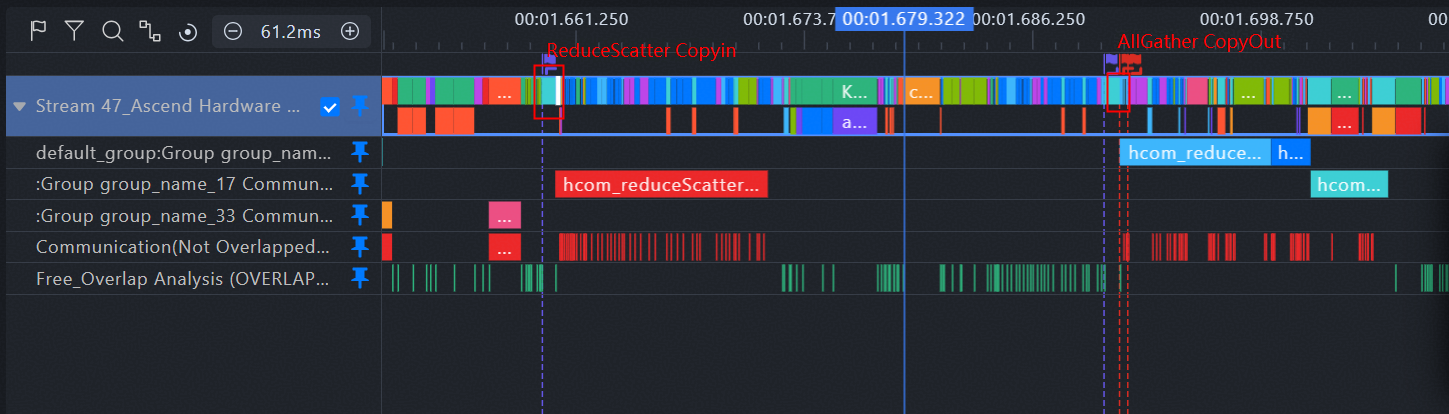 61.2ms
00:01.661.250
00:01.673.7
00:01.679.322
00:01.686.250
00:01.698.750
00
ReduceScatter Copyin
AllGather CopyOut
Stream 47_Ascend Hardware ...
...
K...
c...
...
...
a...
...
default_group:Group group_nam...
hcom_reduce...
h...
:Group group_name_17 Commun...
hcom_reduceScatter...
hcom...
:Group group_name_33 Commun...
...
Communication(Not Overlapped...
...
Free_Overlap Analysis (OVERLAP...